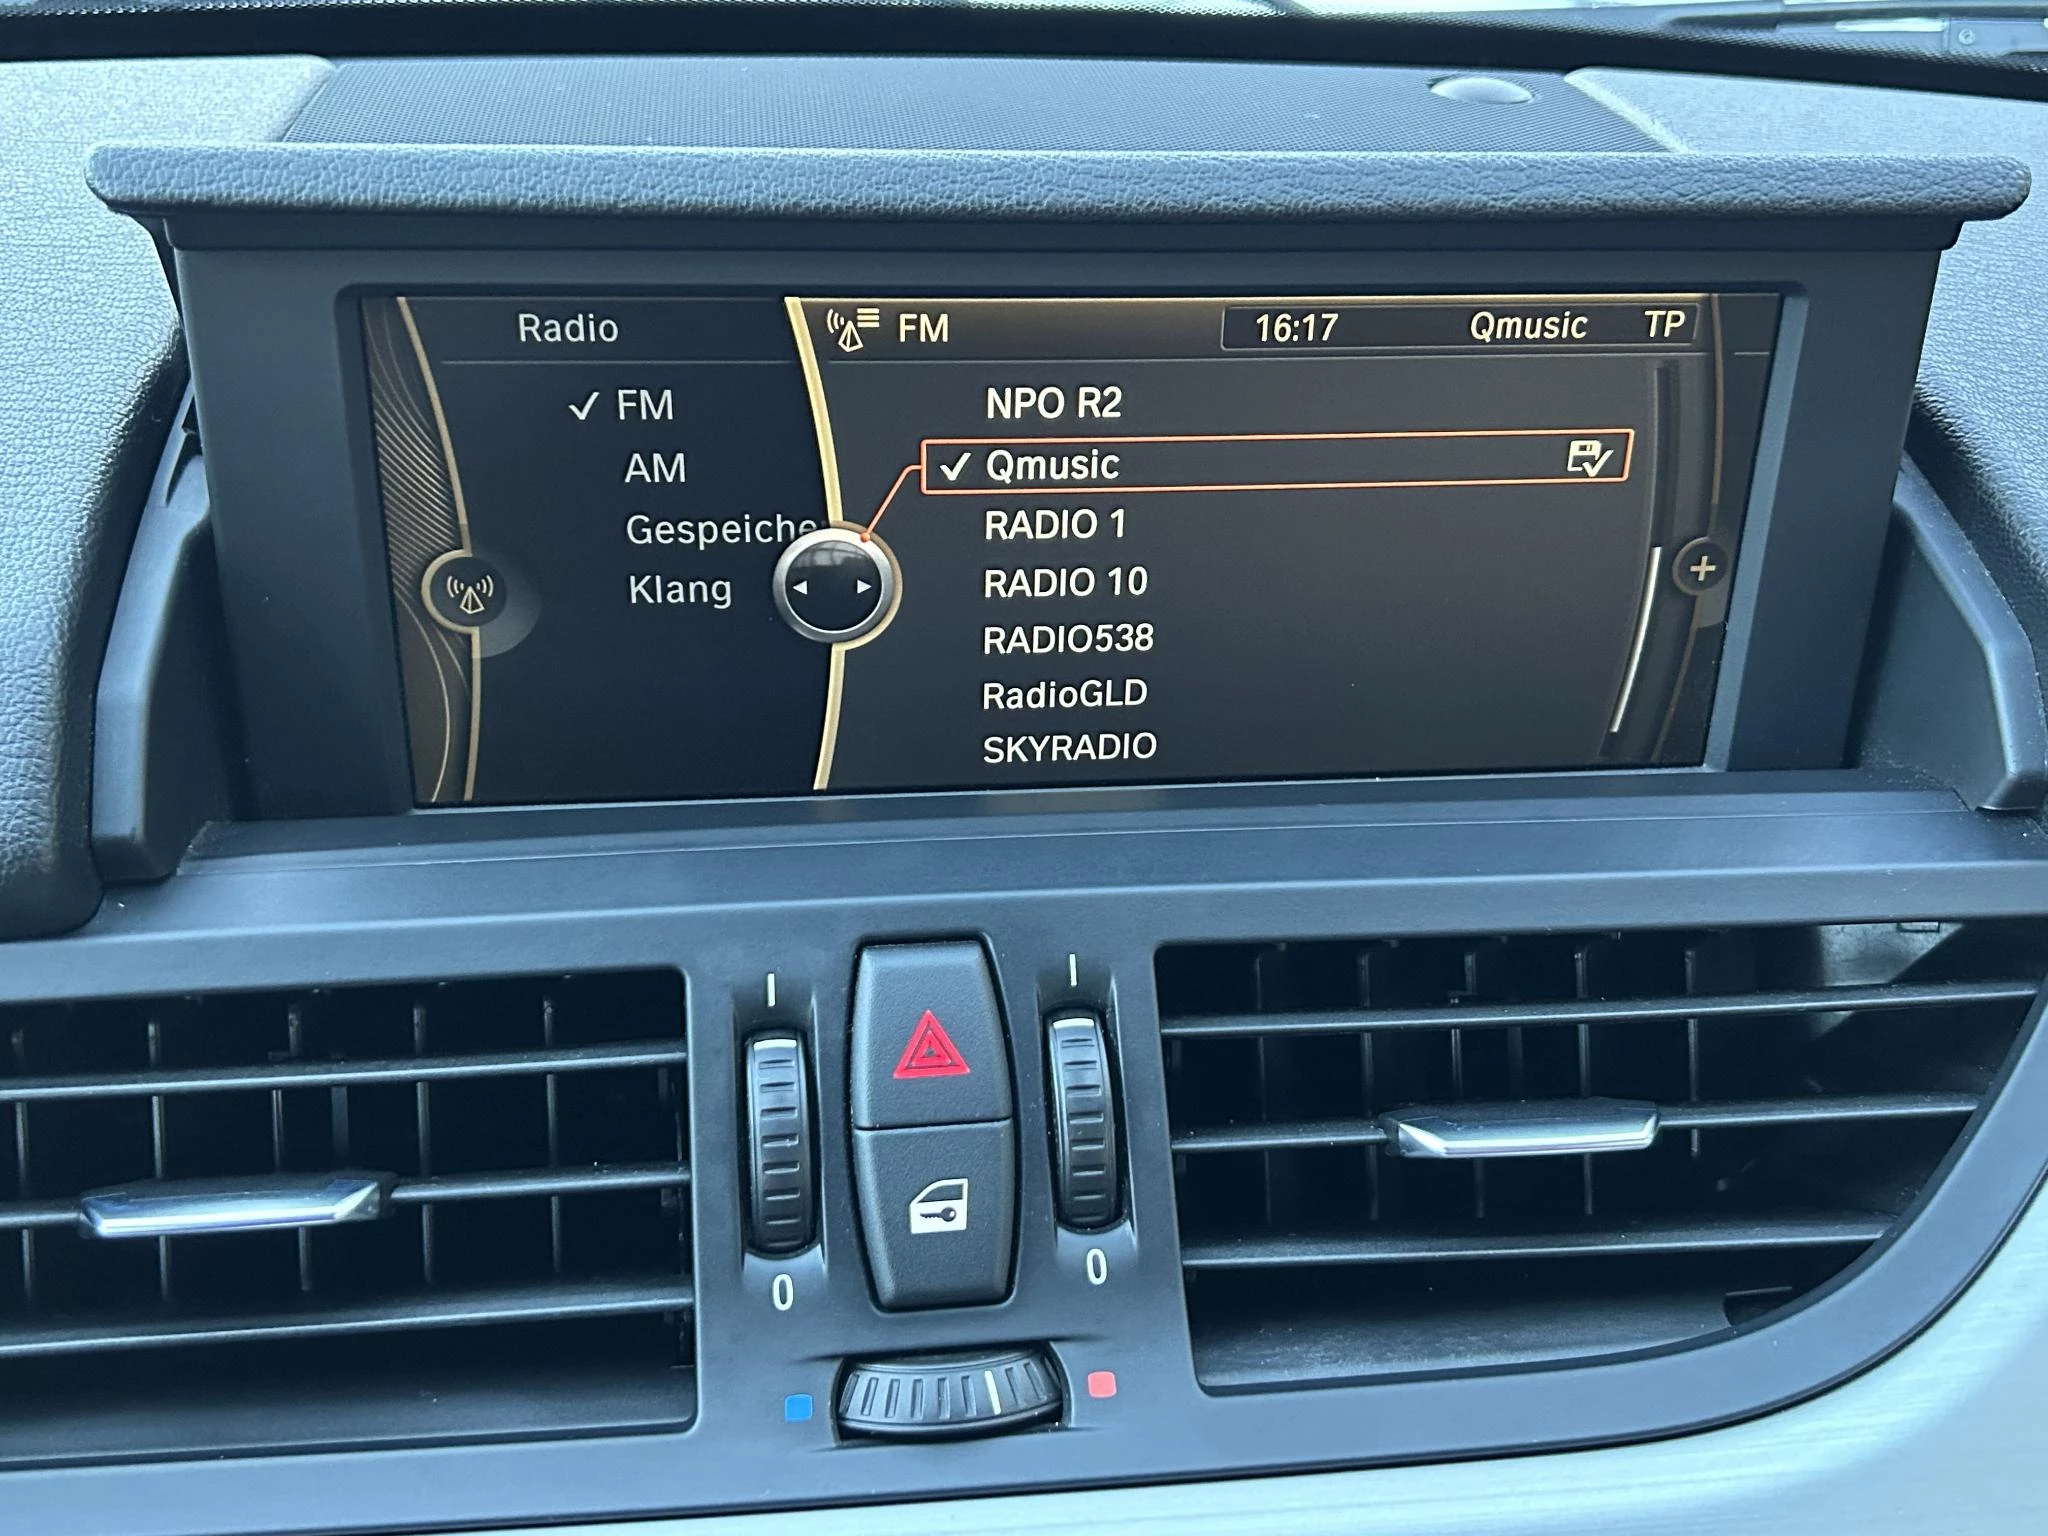 Radio
FM
16:17
Qmusic
TP
FM
AM
Gespeicher
Klang
NPO R2
Qmusic
RADIO 1
RADIO 10
RADIO538
RadioGLD
SKYRADIO
I
I
0
0